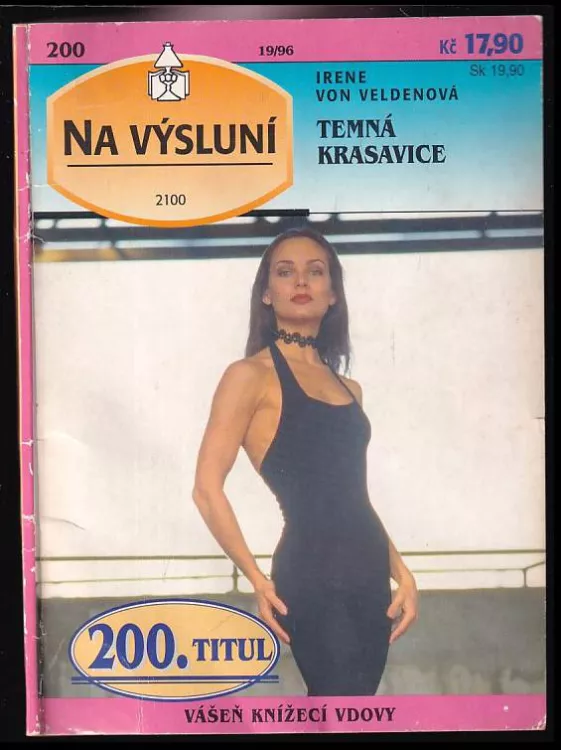 200
19/96
Kč 17,90
Sk 19,90
IRENE
VON VELDENOVÁ
TEMNÁ
KRASAVICE
NA VÝSLUNÍ
2100
200. TITUL
VÁŠEŇ KNÍŽECÍ VDOVY